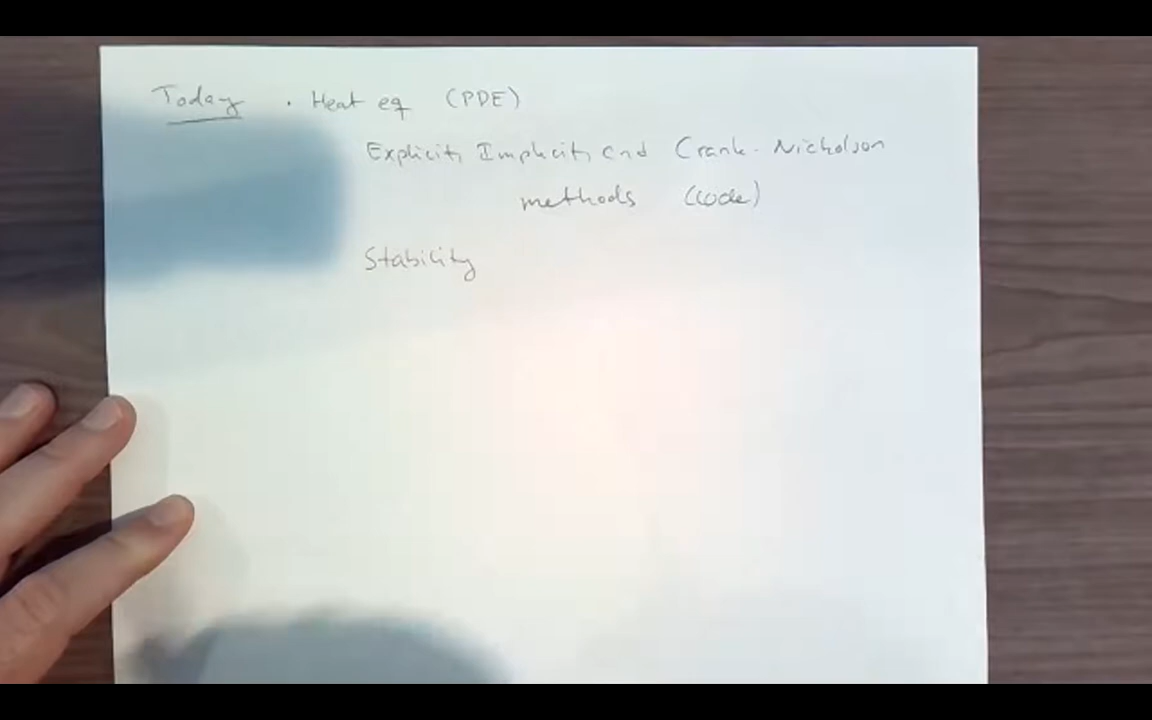 Today . Heat eq (PDE)
Explicit, Implicit, and Crank-Nicholson
methods (code)
Stability